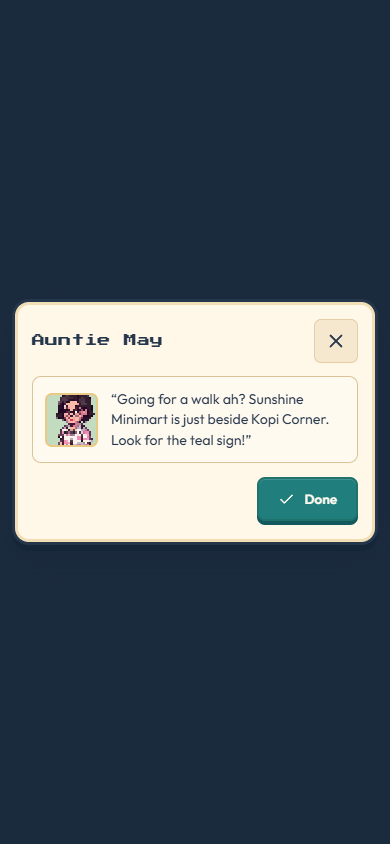 Auntie May
“Going for a walk ah? Sunshine
Minimart is just beside Kopi Corner.
Look for the teal sign!”
Done